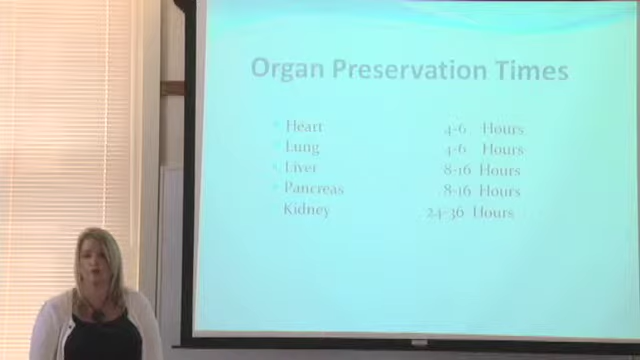 Organ Preservation Times
Heart 4-6 Hours
Lung 4-6 Hours
Liver 8-16 Hours
Pancreas 8-16 Hours
Kidney 24-36 Hours